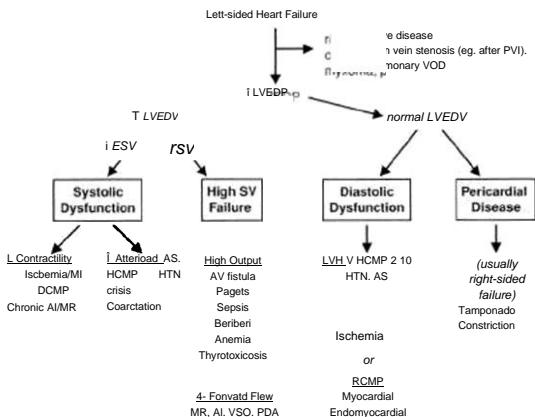 Lett-sided Heart Failure
ve disease
vein stenosis (eg. after PVI).
monary VOD
î LVEDP
T LVEDV
normal LVEDV
i ESV
rsv
Systolic
Dysfunction
High SV
Failure
Diastolic
Dysfunction
Pericardial
Disease
L Contractility
Iscbemia/MI
DCMP
Chronic AI/MR
Î Atterioad AS.
HCMP HTN
crisis
Coarctation
High Output
AV fistula
Pagets
Sepsis
Beriberi
Anemia
Thyrotoxicosis
4- Fonvatd Flew
MR, AI, VSO, PDA
LVH V HCMP 2 10
HTN. AS
Ischemia
or
RCMP
Myocardial
Endomyocardial
(usually
right-sided
failure)
Tamponado
Constriction